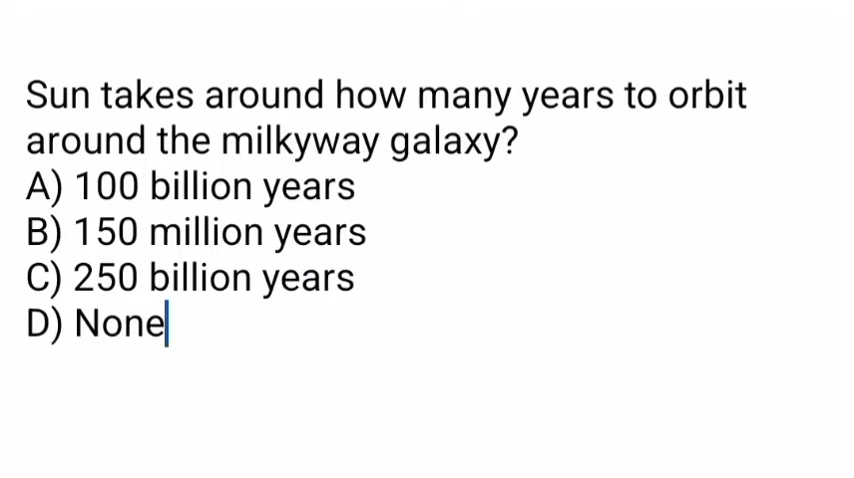 Sun takes around how many years to orbit
around the milkyway galaxy?
A) 100 billion years
B) 150 million years
C) 250 billion years
D) None